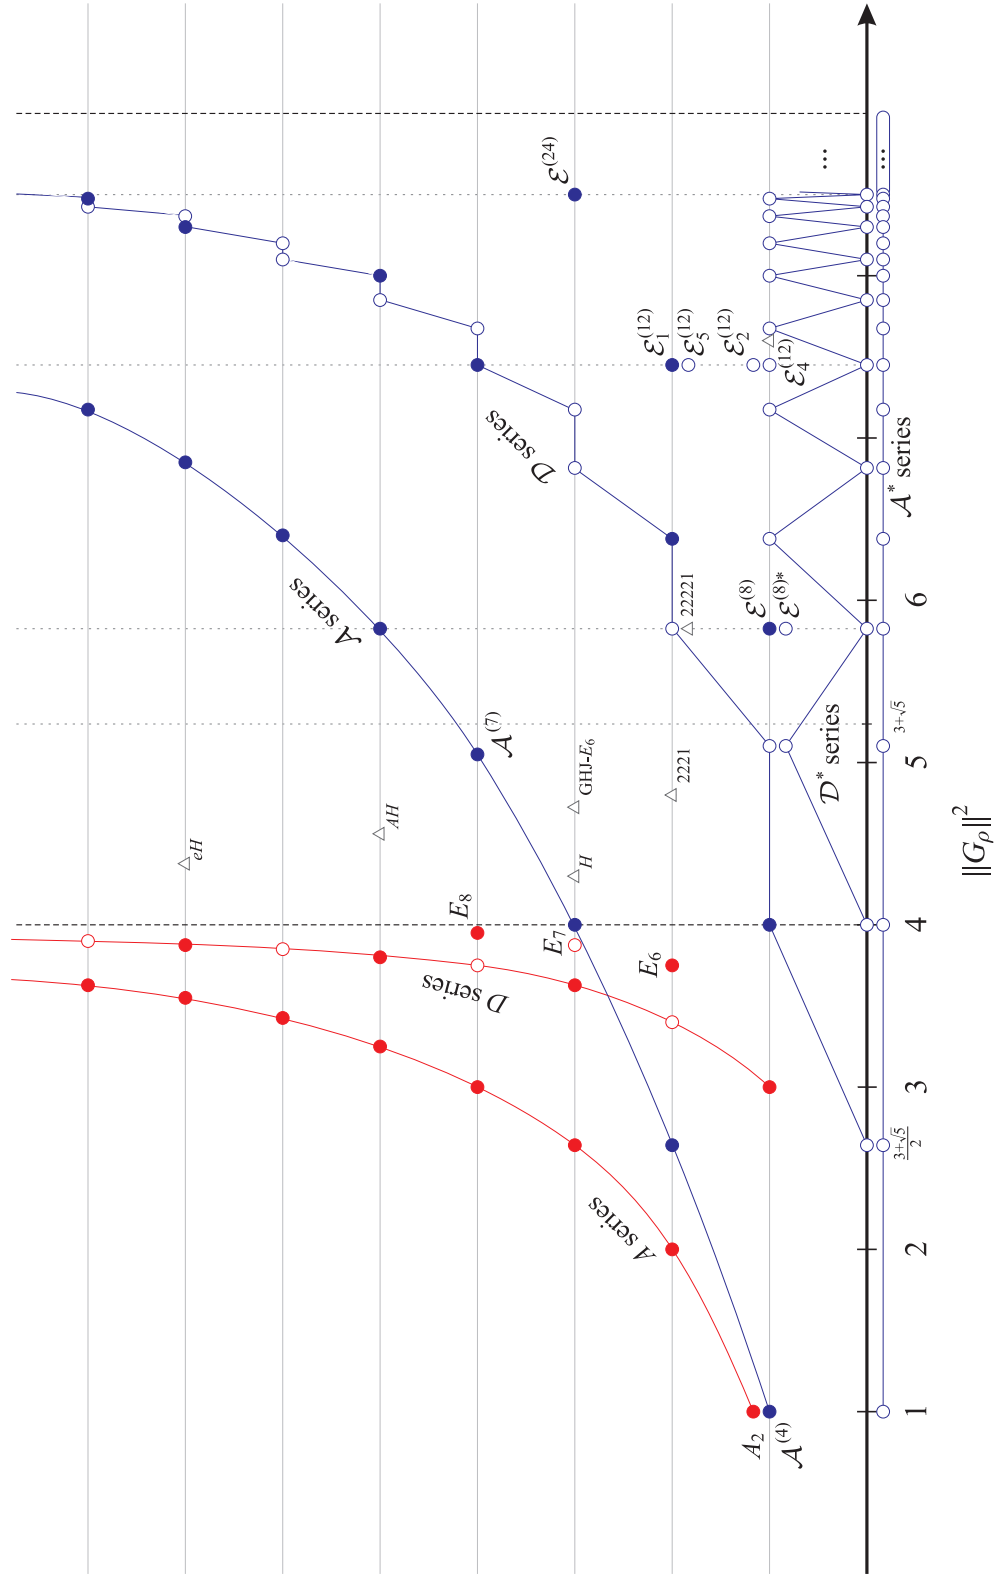 eH
AH
H
GHJ-E₆
2221
22221
E₈
E₇
E₆
D series
A series
A₂
𝒜⁽⁴⁾
𝒜⁽⁷⁾
𝒜 series
𝒟 series
ℰ⁽²⁴⁾
ℰ₁⁽¹²⁾
ℰ₅⁽¹²⁾
ℰ₂⁽¹²⁾
ℰ₄⁽¹²⁾
ℰ⁽⁸⁾
ℰ⁽⁸⁾*
𝒟* series
𝒜* series
...
...
1
2
(3+√5)/2
3
4
5
3+√5
6
||G_ρ||²